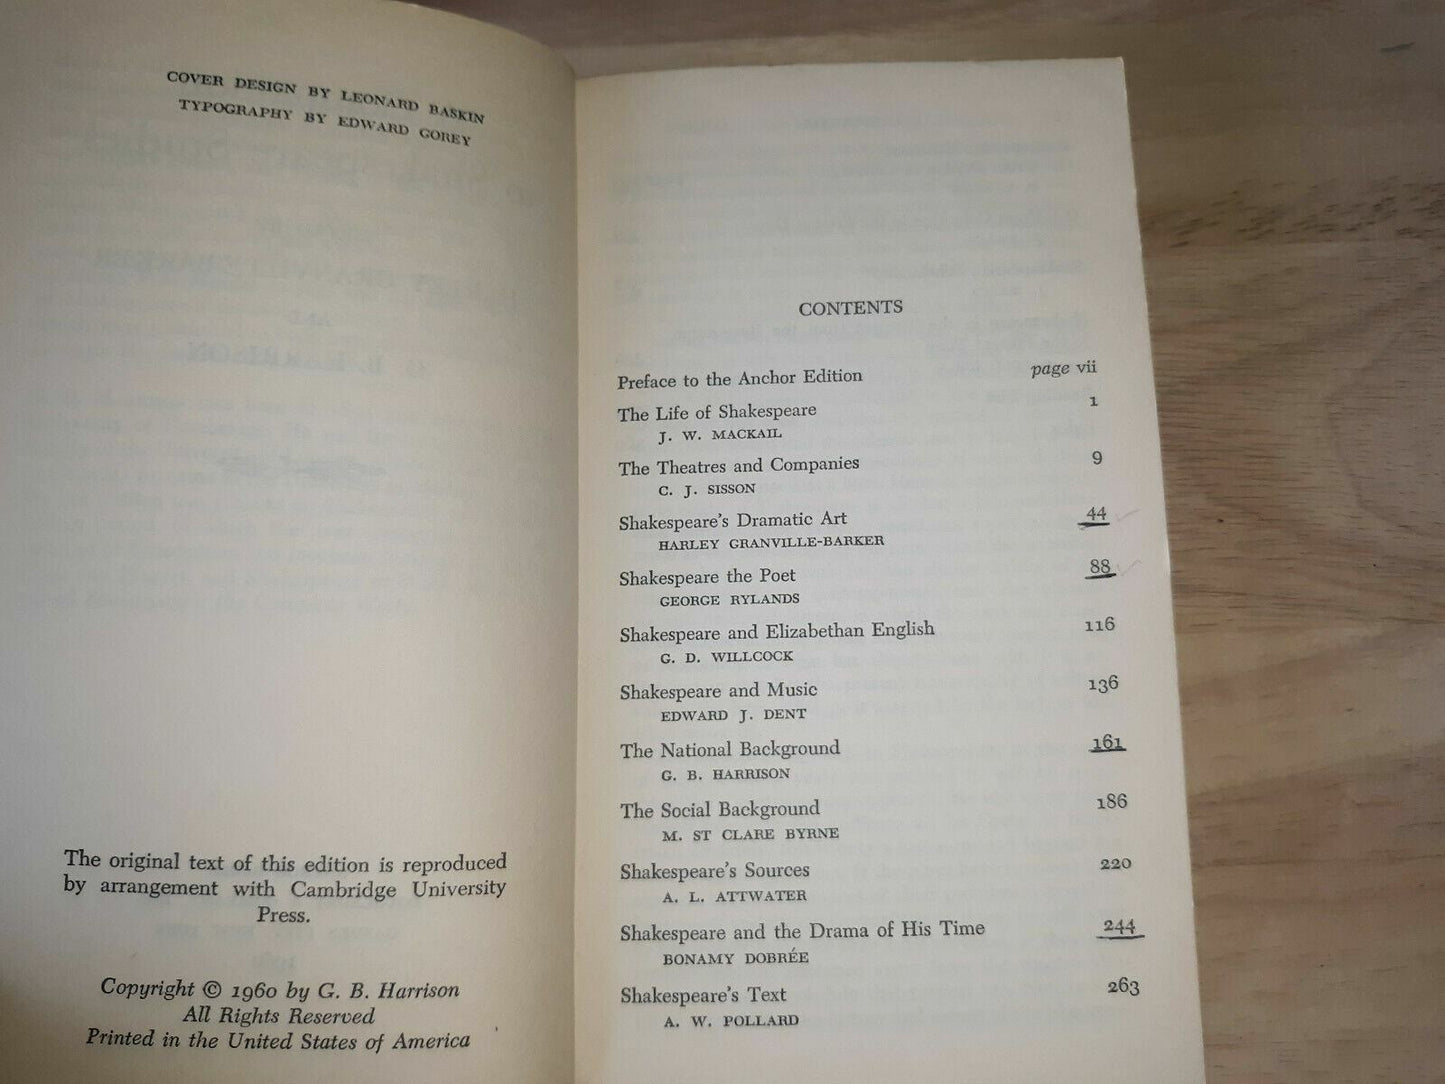 COVER DESIGN BY LEONARD BASKIN
TYPOGRAPHY BY EDWARD GOREY
The original text of this edition is reproduced
by arrangement with Cambridge University
Press.
Copyright © 1960 by G. B. Harrison
All Rights Reserved
Printed in the United States of America
CONTENTS
Preface to the Anchor Edition page vii
The Life of Shakespeare 1
J. W. MACKAIL
The Theatres and Companies 9
C. J. SISSON
Shakespeare's Dramatic Art 44
HARLEY GRANVILLE-BARKER
Shakespeare the Poet 88
GEORGE RYLANDS
Shakespeare and Elizabethan English 116
G. D. WILLCOCK
Shakespeare and Music 136
EDWARD J. DENT
The National Background 161
G. B. HARRISON
The Social Background 186
M. ST CLARE BYRNE
Shakespeare's Sources 220
A. L. ATTWATER
Shakespeare and the Drama of His Time 244
BONAMY DOBRÉE
Shakespeare's Text 263
A. W. POLLARD